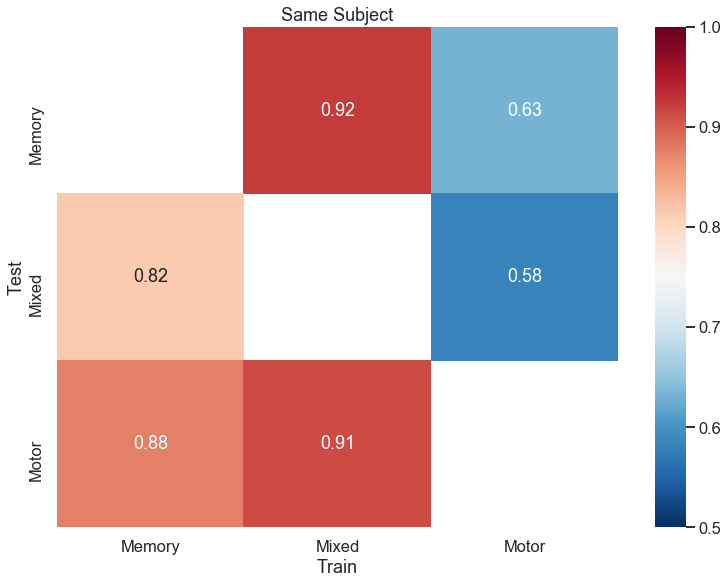 Same Subject
Memory
0.92
0.63
1.0
0.9
Test
Mixed
0.82
0.58
0.8
0.7
Motor
0.88
0.91
0.6
0.5
Memory
Mixed
Motor
Train